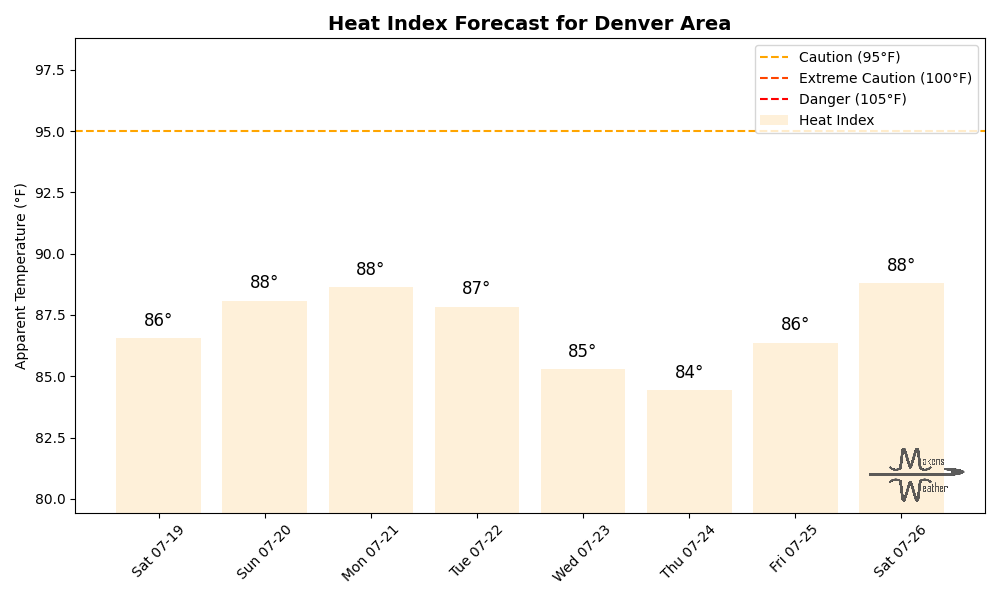 Heat Index Forecast for Denver Area
Caution (95°F)
Extreme Caution (100°F)
Danger (105°F)
Heat Index
Apparent Temperature (°F)
97.5
95.0
92.5
90.0
87.5
85.0
82.5
80.0
86°
88°
88°
87°
85°
84°
86°
88°
Sat 07-19
Sun 07-20
Mon 07-21
Tue 07-22
Wed 07-23
Thu 07-24
Fri 07-25
Sat 07-26